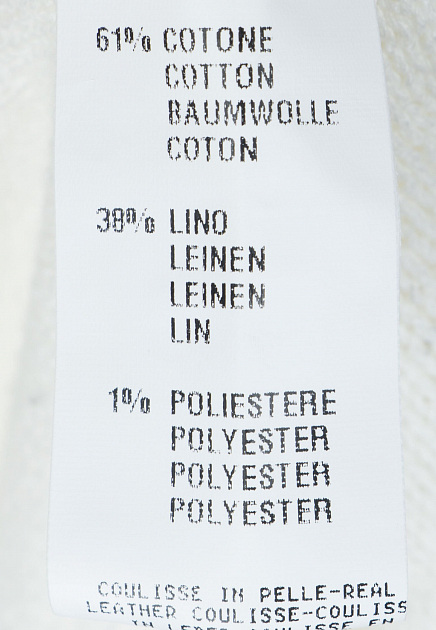 61% COTONE
COTTON
BAUMWOLLE
COTON
38% LINO
LEINEN
LEINEN
LIN
1% POLIESTERE
POLYESTER
POLYESTER
POLYESTER
COULISSE IN PELLE-REAL
LEATHER COULISSE-COULISS